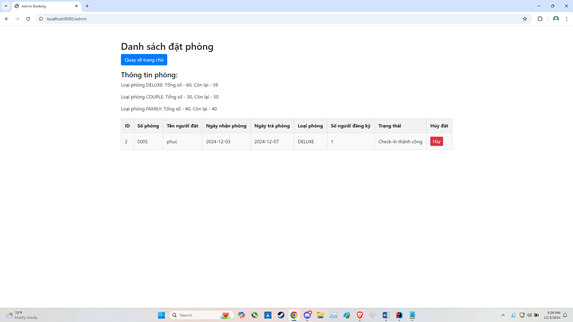 Admin Booking
localhost:8080/admin
Danh sách đặt phòng
Quay về trang chủ
Thông tin phòng:
Loại phòng DELUXE: Tổng số - 60, Còn lại - 59
Loại phòng COUPLE: Tổng số - 50, Còn lại - 50
Loại phòng FAMILY: Tổng số - 40, Còn lại - 40
ID Số phòng Tên người đặt Ngày nhận phòng Ngày trả phòng Loại phòng Số người đăng ký Trạng thái Hủy đặt
2 5005 phuc 2024-12-03 2024-12-07 DELUXE 1 Check-in thành công Hủy
70°F
Mostly cloudy
Search
5:09 PM
12/3/2024